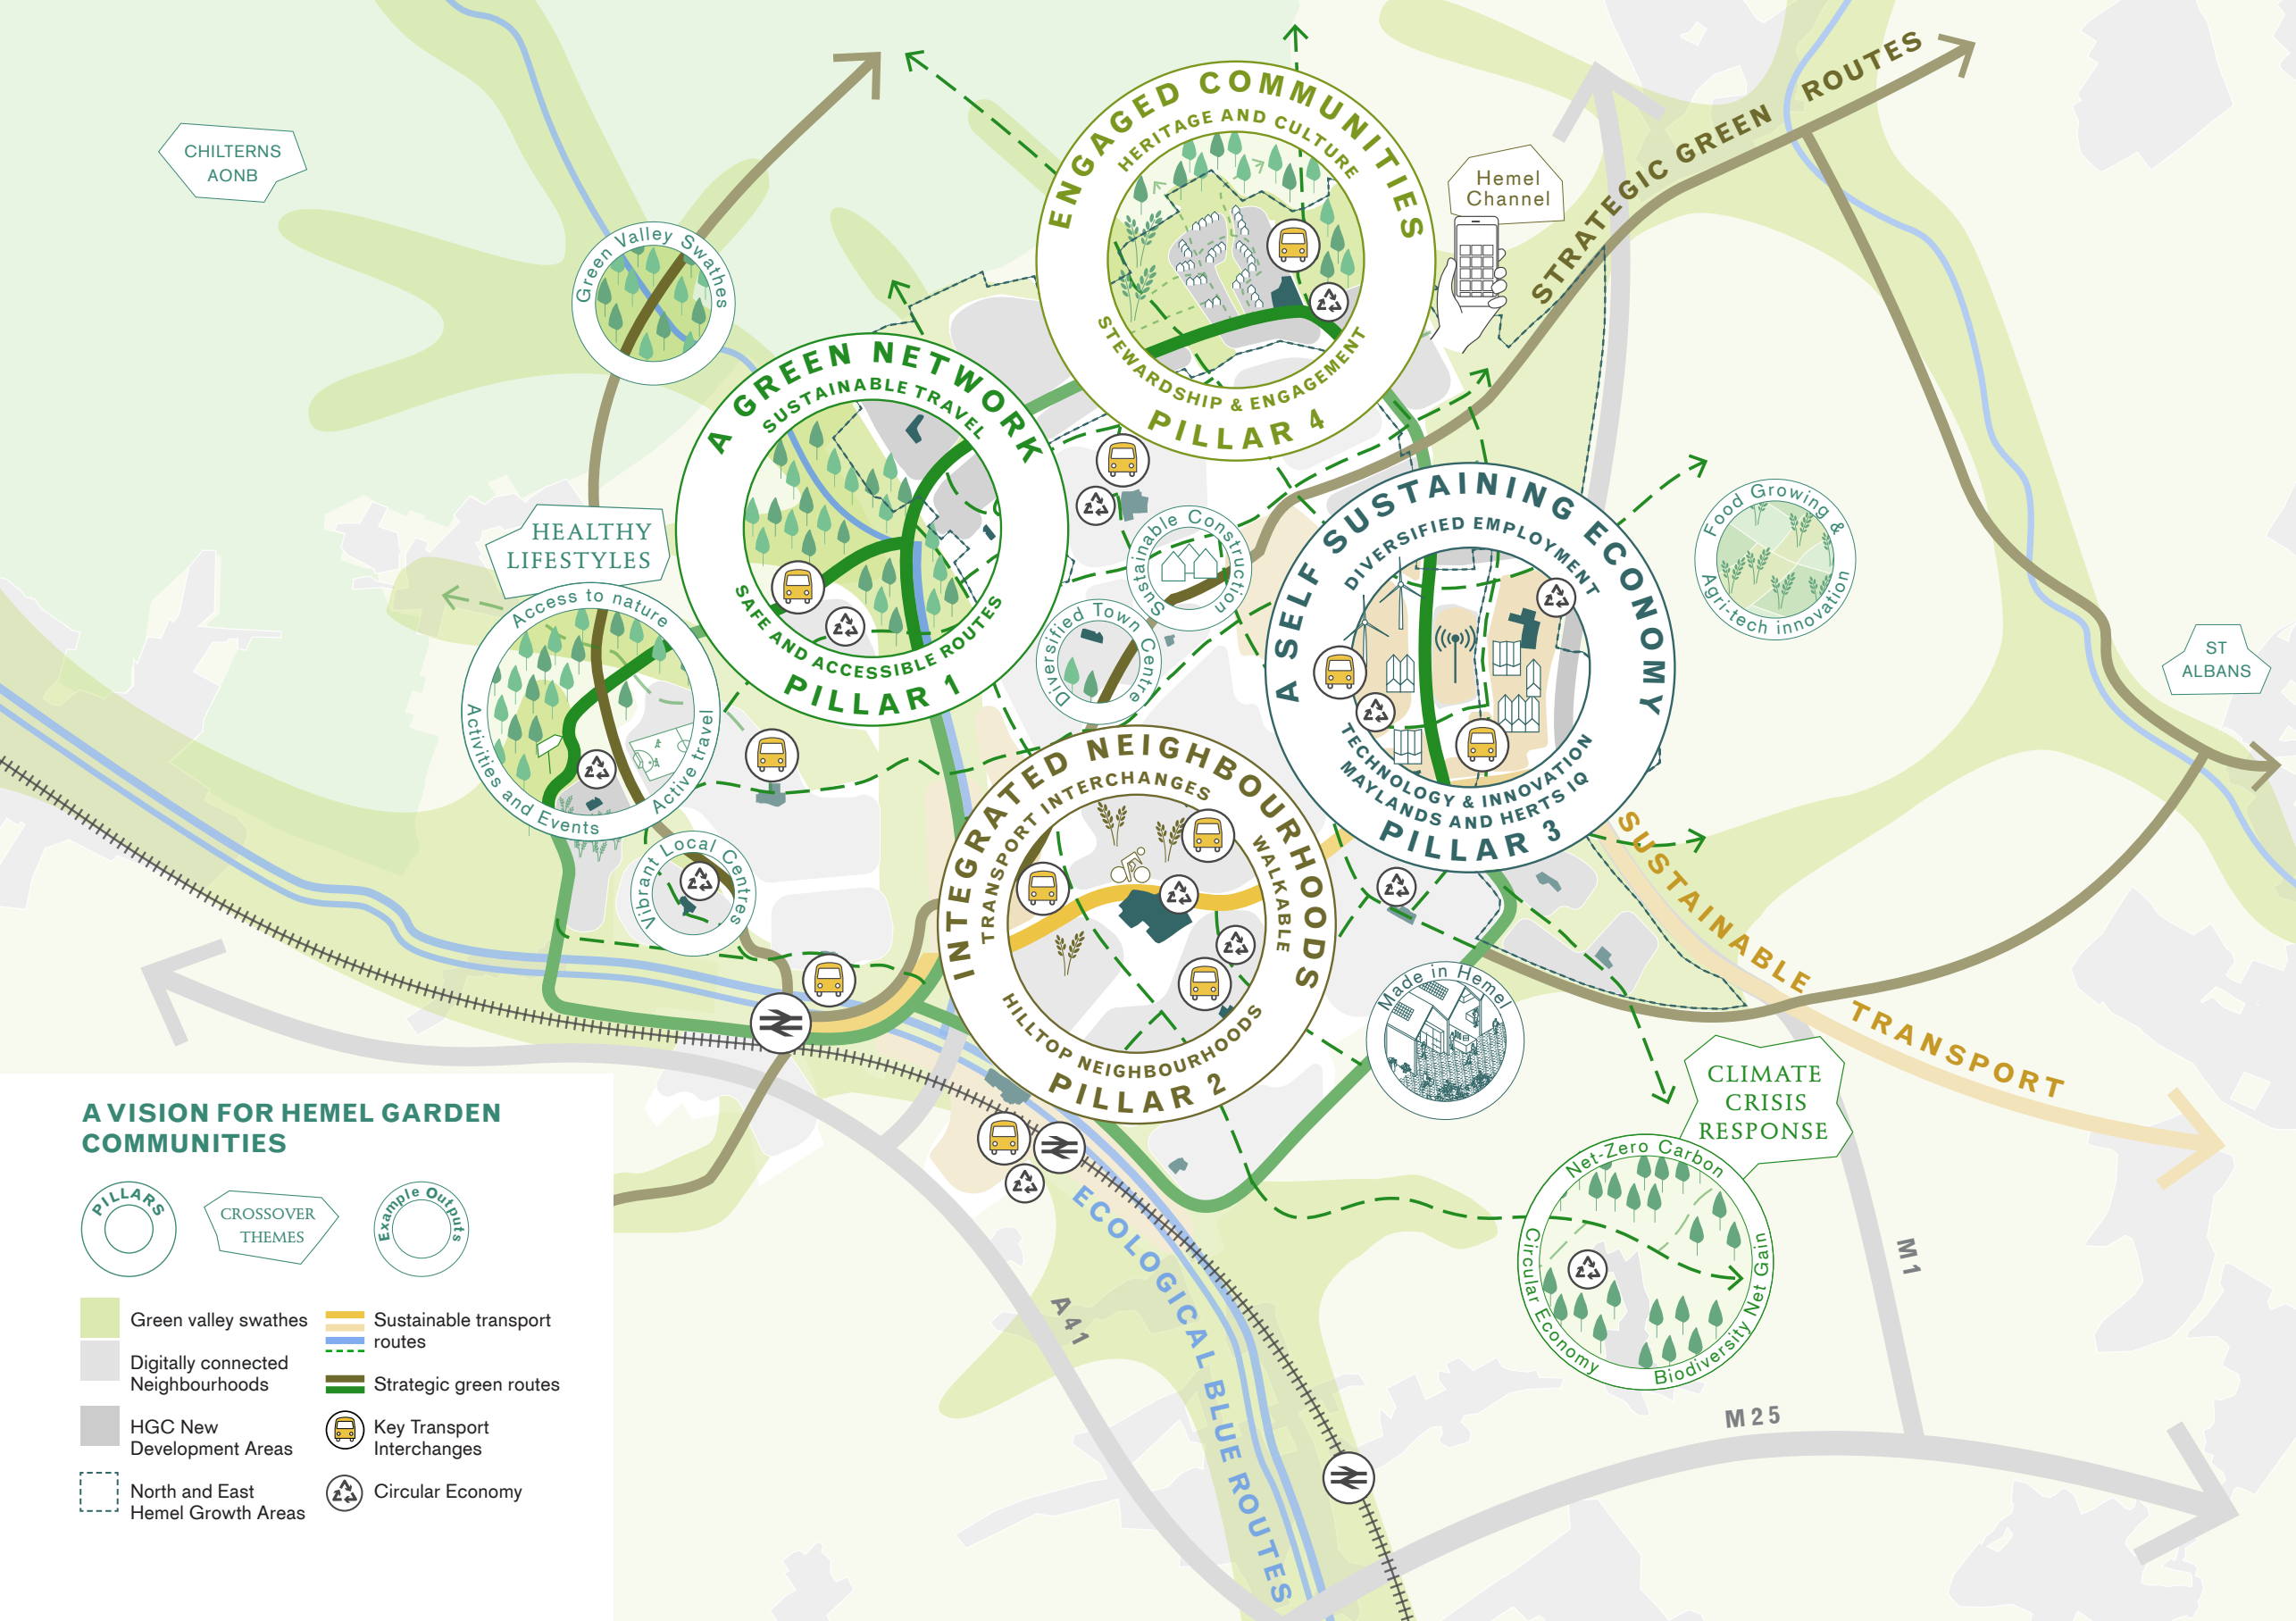 CHILTERNS
AONB
Green Valley Swathes
ENGAGED COMMUNITIES
HERITAGE AND CULTURE
STEWARDSHIP & ENGAGEMENT
PILLAR 4
Hemel
Channel
STRATEGIC GREEN ROUTES
A GREEN NETWORK
SUSTAINABLE TRAVEL
SAFE AND ACCESSIBLE ROUTES
PILLAR 1
HEALTHY
LIFESTYLES
Access to nature
Activities and Events
Active travel
Vibrant Local Centres
Sustainable Construction
Diversified Town Centre
A SELF SUSTAINING ECONOMY
DIVERSIFIED EMPLOYMENT
TECHNOLOGY & INNOVATION
MAYLANDS AND HERTS IQ
PILLAR 3
Food Growing &
Agri-tech innovation
ST
ALBANS
INTEGRATED NEIGHBOURHOODS
TRANSPORT INTERCHANGES
WALKABLE
HILLTOP NEIGHBOURHOODS
PILLAR 2
Made in Hemel
SUSTAINABLE TRANSPORT
CLIMATE
CRISIS
RESPONSE
Net-Zero Carbon
Circular Economy
Biodiversity Net Gain
ECOLOGICAL BLUE ROUTES
A41
M1
M25
A VISION FOR HEMEL GARDEN
COMMUNITIES
PILLARS
CROSSOVER
THEMES
Example Outputs
Green valley swathes
Digitally connected
Neighbourhoods
HGC New
Development Areas
North and East
Hemel Growth Areas
Sustainable transport
routes
Strategic green routes
Key Transport
Interchanges
Circular Economy